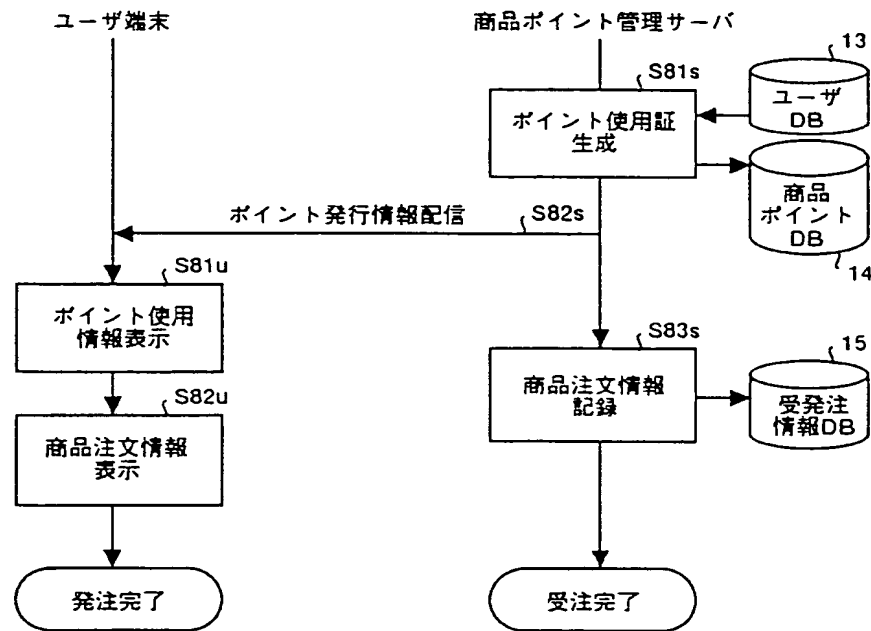 ユーザ端末
商品ポイント管理サーバ
S81s
13
ポイント使用証
生成
ユーザ
DB
商品
ポイント
DB
14
ポイント発行情報配信
S82s
S81u
ポイント使用
情報表示
S83s
商品注文情報
記録
15
受発注
情報DB
S82u
商品注文情報
表示
発注完了
受注完了